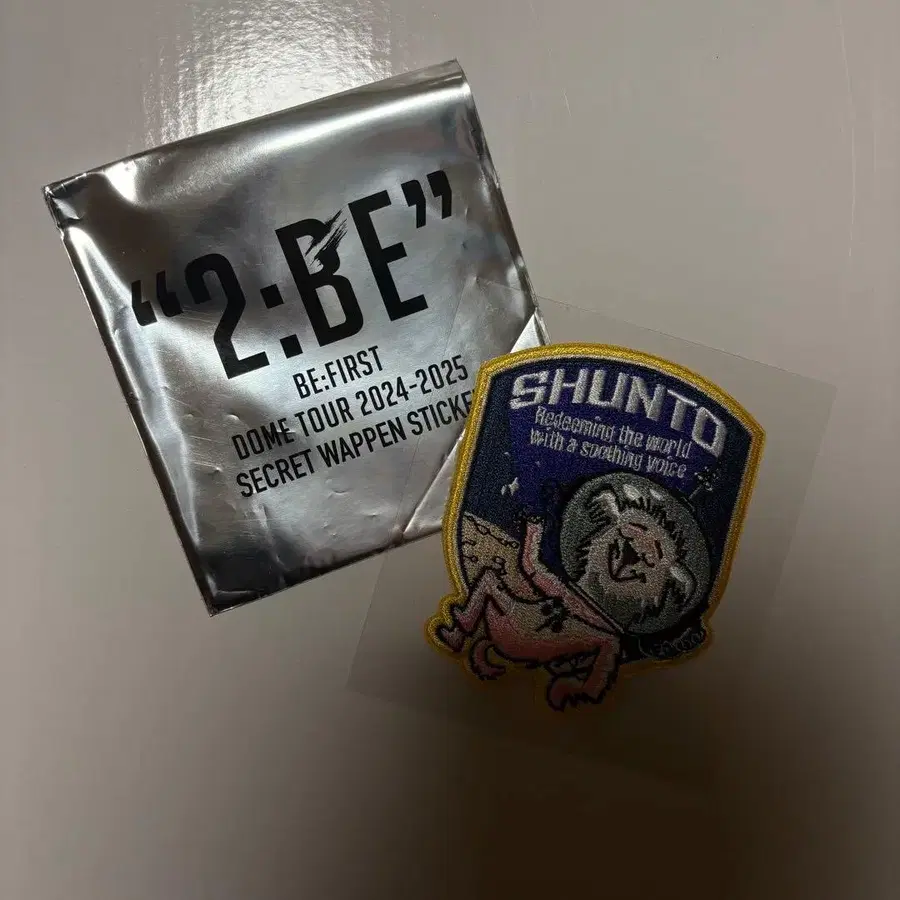 “2:BE”
BE:FIRST
DOME TOUR 2024-2025
SECRET WAPPEN STICKE
SHUNTO
Redeeming the world
with a soothing voice